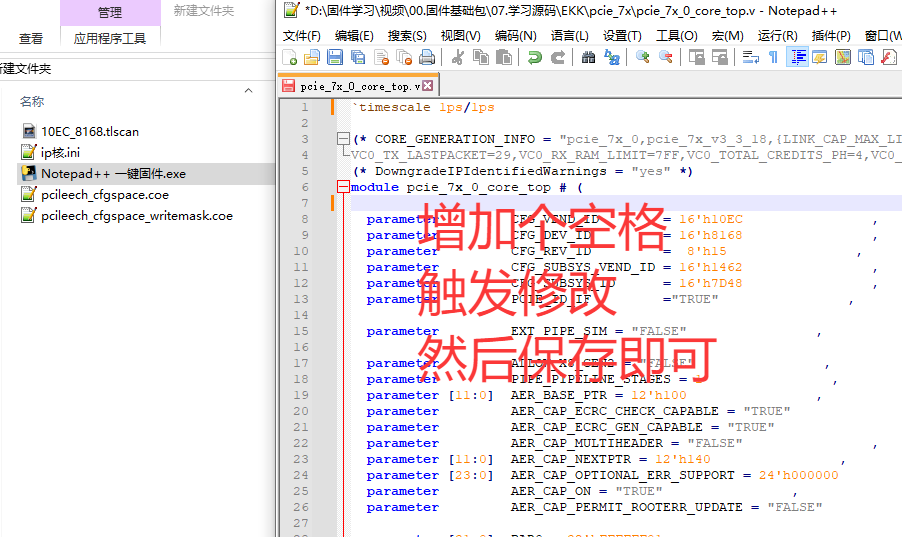 管理
新建文件夹
查看
应用程序工具
新建文件夹
名称
10EC_8168.tlscan
ip核.ini
Notepad++ 一键固件.exe
pcileech_cfgspace.coe
pcileech_cfgspace_writemask.coe
*D:\固件学习\视频\00.固件基础包\07.学习源码\EKK\pcie_7x\pcie_7x_0_core_top.v - Notepad++
文件(F) 编辑(E) 搜索(S) 视图(V) 编码(N) 语言(L) 设置(T) 工具(O) 宏(M) 运行(R) 插件(P) 窗口(W
pcie_7x_0_core_top.v
1 `timescale 1ps/1ps
2
3 (* CORE_GENERATION_INFO = "pcie_7x_0,pcie_7x_v3_3_18,{LINK_CAP_MAX_LI
4 VC0_TX_LASTPACKET=29,VC0_RX_RAM_LIMIT=7FF,VC0_TOTAL_CREDITS_PH=4,VC0_
5 (* DowngradeIPIdentifiedWarnings = "yes" *)
6 module pcie_7x_0_core_top # (
7
8 parameter CFG_VEND_ID = 16'h10EC ,
9 parameter CFG_DEV_ID = 16'h8168 ,
10 parameter CFG_REV_ID = 8'h15 ,
11 parameter CFG_SUBSYS_VEND_ID = 16'h1462 ,
12 parameter CFG_SUBSYS_ID = 16'h7D48 ,
13 parameter ="TRUE" ,
14
15 parameter EXT_PIPE_SIM = "FALSE" ,
16
17 parameter ALLOW_X8_GEN2 = "FALSE" ,
18 parameter PIPE_PIPELINE_STAGES = ,
19 parameter [11:0] AER_BASE_PTR = 12'h100 ,
20 parameter AER_CAP_ECRC_CHECK_CAPABLE = "TRUE"
21 parameter AER_CAP_ECRC_GEN_CAPABLE = "TRUE"
22 parameter AER_CAP_MULTIHEADER = "FALSE" ,
23 parameter [11:0] AER_CAP_NEXTPTR = 12'h140 ,
24 parameter [23:0] AER_CAP_OPTIONAL_ERR_SUPPORT = 24'h000000
25 parameter AER_CAP_ON = "TRUE" ,
26 parameter AER_CAP_PERMIT_ROOTERR_UPDATE = "FALSE"
27
增加个空格
触发修改
然后保存即可